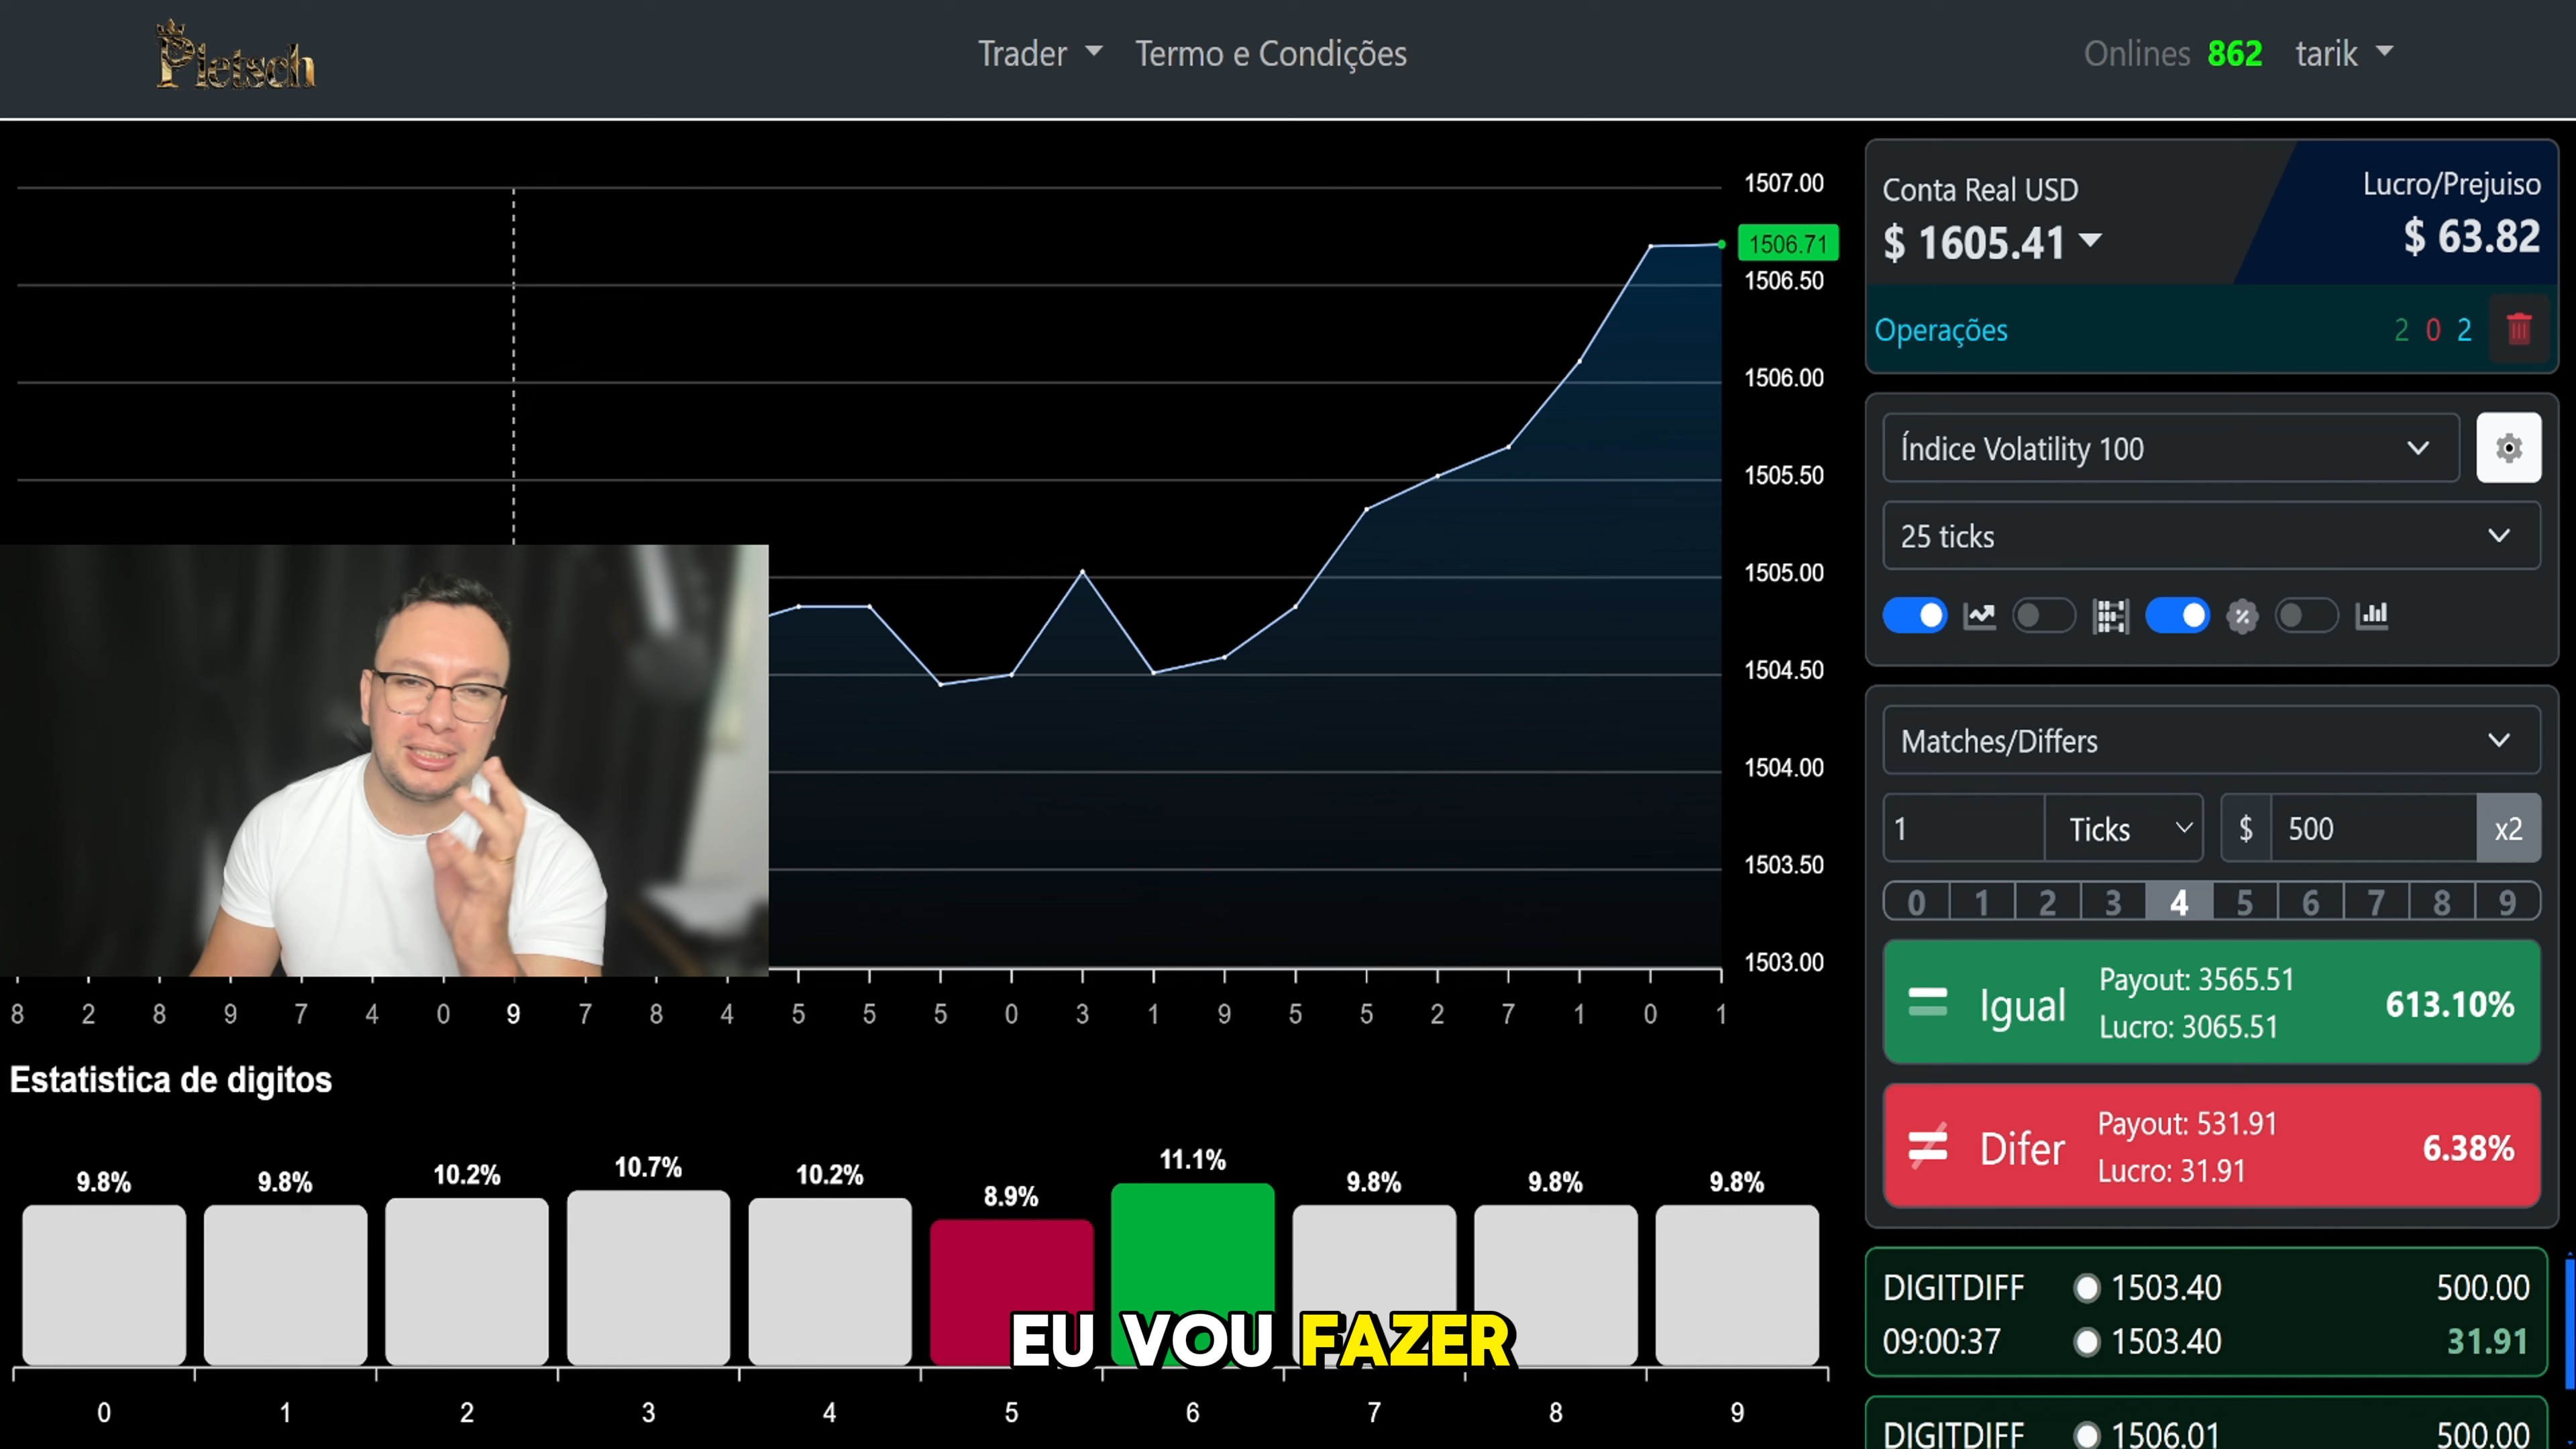 Pletsch
Trader
Termo e Condições
Onlines 862
tarik
1507.00
1506.71
1506.50
1506.00
1505.50
1505.00
1504.50
1504.00
1503.50
1503.00
8 2 8 9 7 4 0 9 7 8 4 5 5 5 0 3 1 9 5 5 2 7 1 0 1
Estatistica de digitos
9.8% 9.8% 10.2% 10.7% 10.2% 8.9% 11.1% 9.8% 9.8% 9.8%
EU VOU FAZER
0 1 2 3 4 5 6 7 8 9
Conta Real USD
$ 1605.41
Lucro/Prejuiso
$ 63.82
Operações
2 0 2
Índice Volatility 100
25 ticks
%
Matches/Differs
1 Ticks $ 500 x2
0 1 2 3 4 5 6 7 8 9
Igual
Payout: 3565.51
Lucro: 3065.51
613.10%
Difer
Payout: 531.91
Lucro: 31.91
6.38%
DIGITDIFF 1503.40 500.00
09:00:37 1503.40 31.91
DIGITDIFF 1506.01 500.00